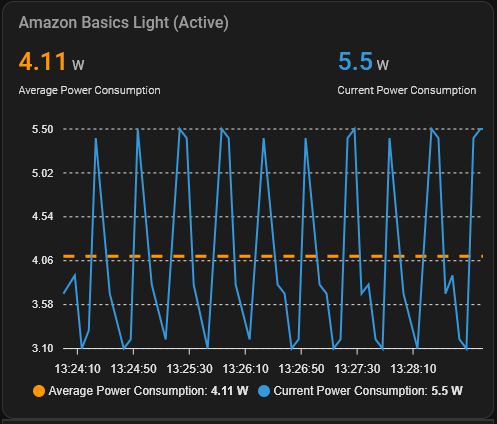 Amazon Basics Light (Active)
4.11 W 5.5 W
Average Power Consumption Current Power Consumption
5.50
5.02
4.54
4.06
3.58
3.10
13:24:10 13:24:50 13:25:30 13:26:10 13:26:50 13:27:30 13:28:10
Average Power Consumption: 4.11 W Current Power Consumption: 5.5 W